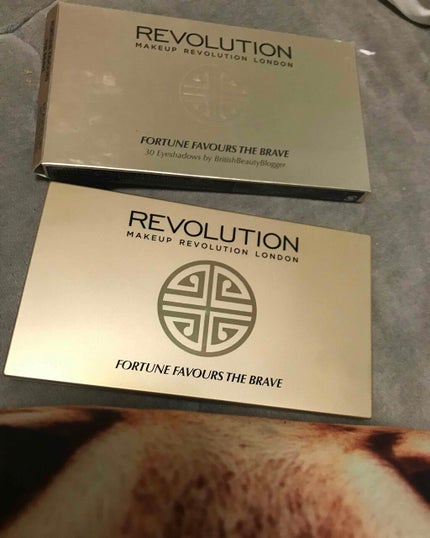 REVOLUTION
MAKEUP REVOLUTION LONDON
FORTUNE FAVOURS THE BRAVE
30 Eyeshadows by BritishBeautyBlogger
REVOLUTION
MAKEUP REVOLUTION LONDON
FORTUNE FAVOURS THE BRAVE